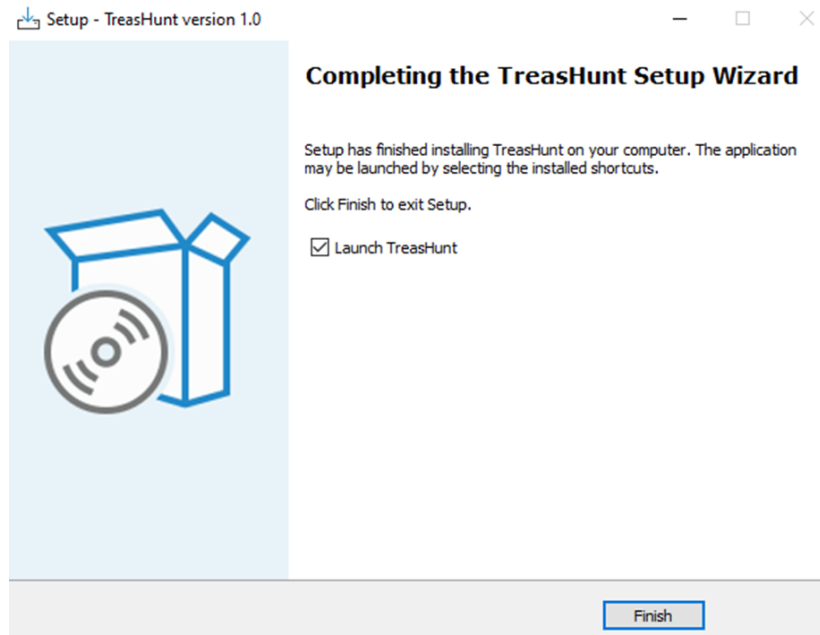 Setup - TreasHunt version 1.0
Completing the TreasHunt Setup Wizard
Setup has finished installing TreasHunt on your computer. The application
may be launched by selecting the installed shortcuts.
Click Finish to exit Setup.
Launch TreasHunt
Finish